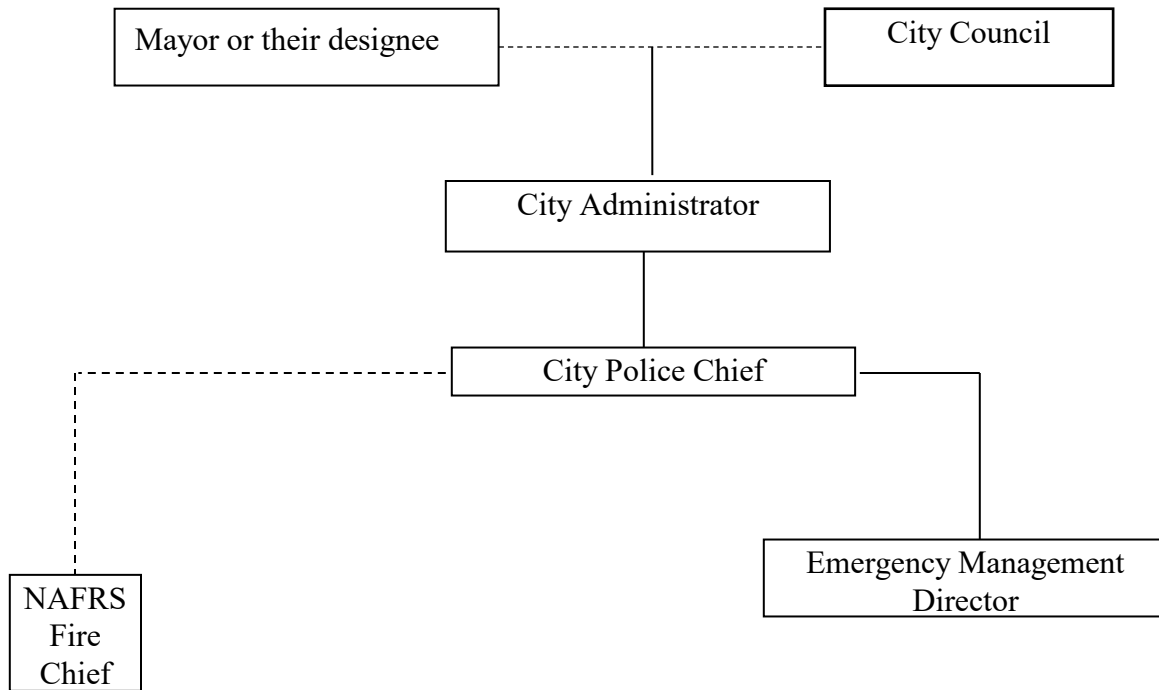 Mayor or their designee
City Council
City Administrator
City Police Chief
Emergency Management
Director
NAFRS
Fire
Chief